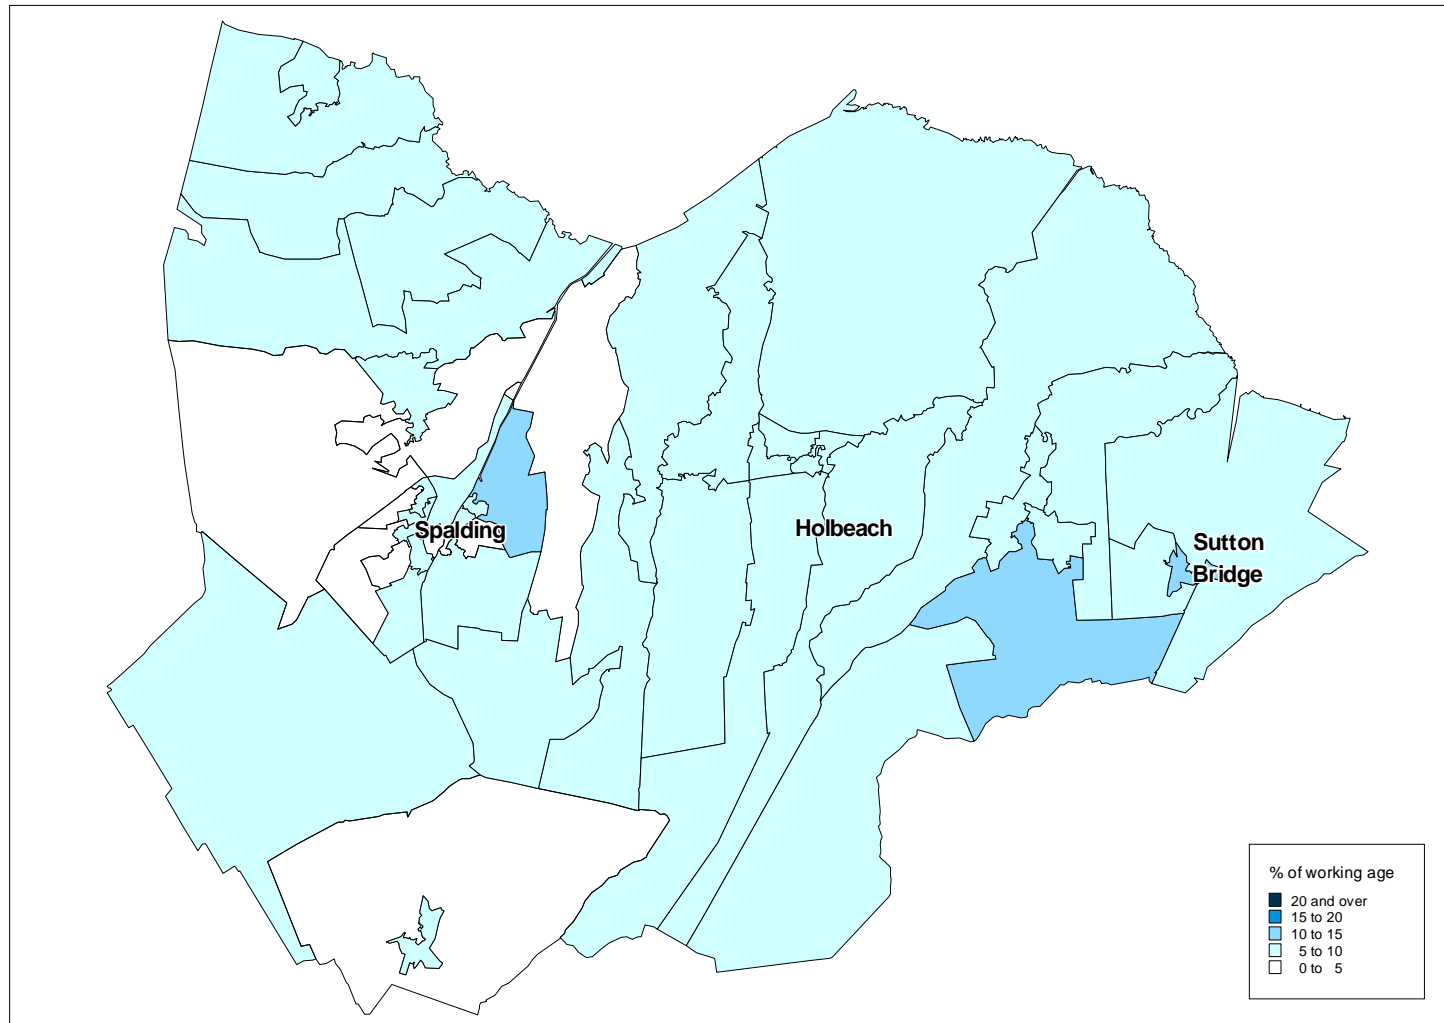 Spalding
Holbeach
Sutton
Bridge
% of working age
20 and over
15 to 20
10 to 15
5 to 10
0 to 5